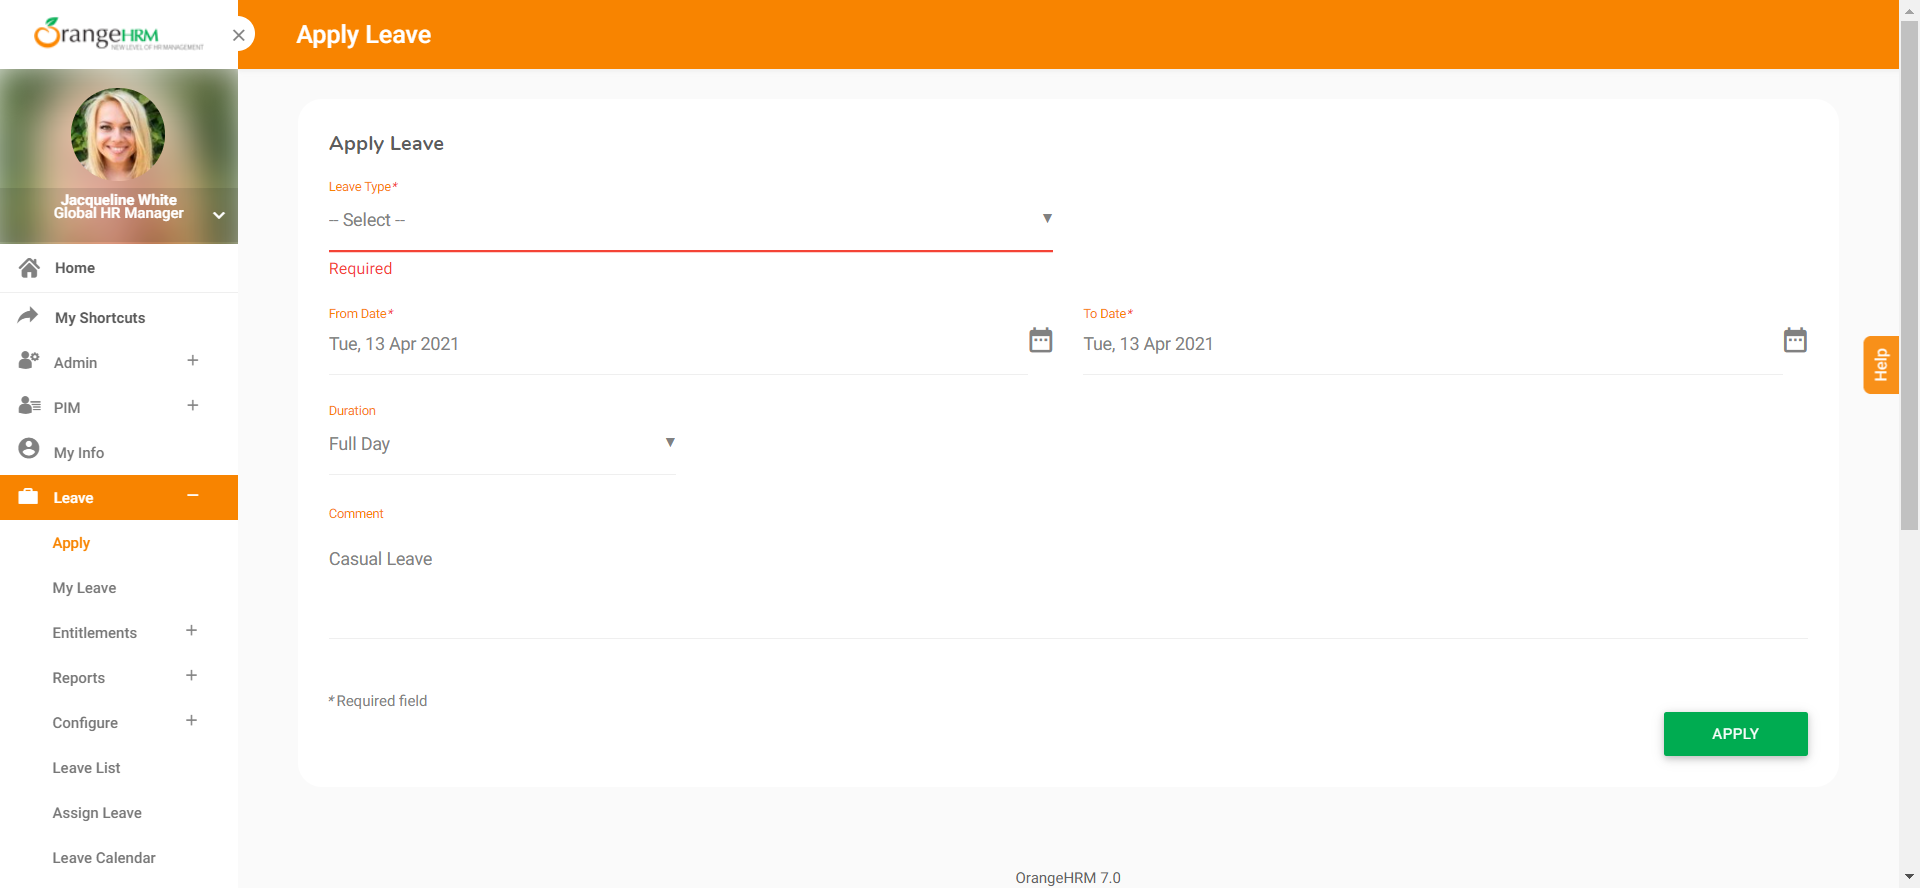 OrangeHRM
NEW LEVEL OF HR MANAGEMENT
Apply Leave
Jacqueline White
Global HR Manager
Home
My Shortcuts
Admin
PIM
My Info
Leave
Apply
My Leave
Entitlements
Reports
Configure
Leave List
Assign Leave
Leave Calendar
Apply Leave
Leave Type*
-- Select --
Required
From Date*
Tue, 13 Apr 2021
To Date*
Tue, 13 Apr 2021
Duration
Full Day
Comment
Casual Leave
* Required field
APPLY
Help
OrangeHRM 7.0